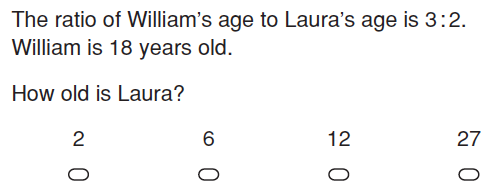 The ratio of William’s age to Laura’s age is 3:2.
William is 18 years old.
How old is Laura?
2 6 12 27